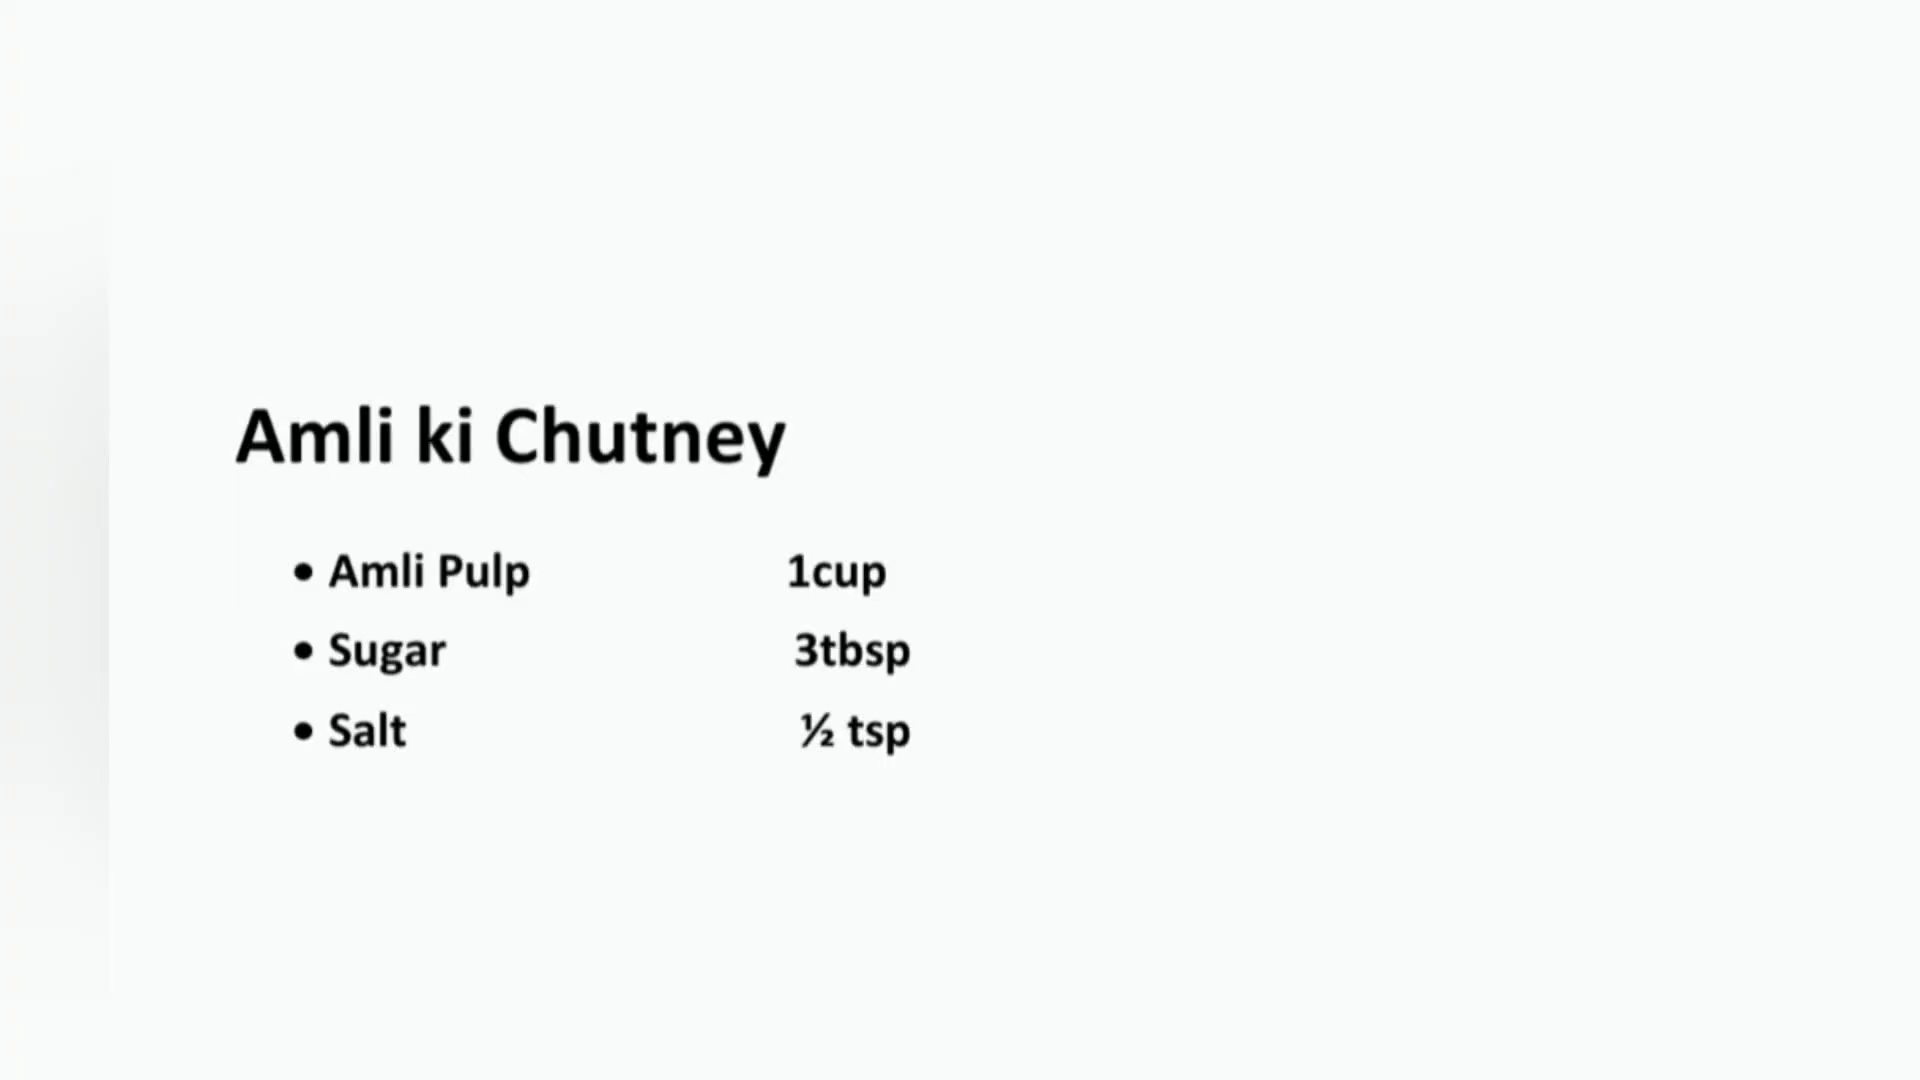 Amli ki Chutney
• Amli Pulp 1cup
• Sugar 3tbsp
• Salt ½ tsp